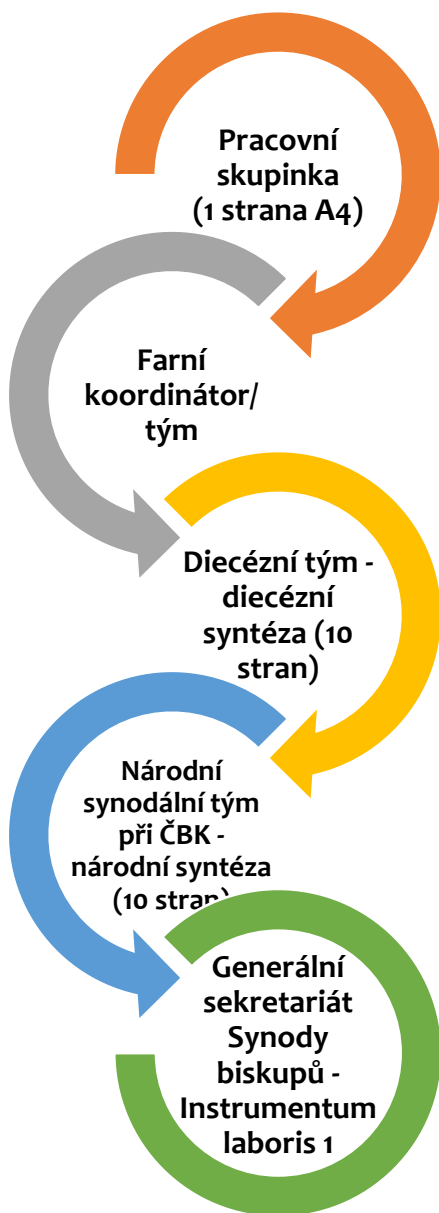 Pracovní
skupinka
(1 strana A4)
Farní
koordinátor/
tým
Diecézní tým -
diecézní
syntéza (10
stran)
Národní
synodální tým
při ČBK -
národní syntéza
(10 stran)
Generální
sekretariát
Synody
biskupů -
Instrumentum
laboris 1